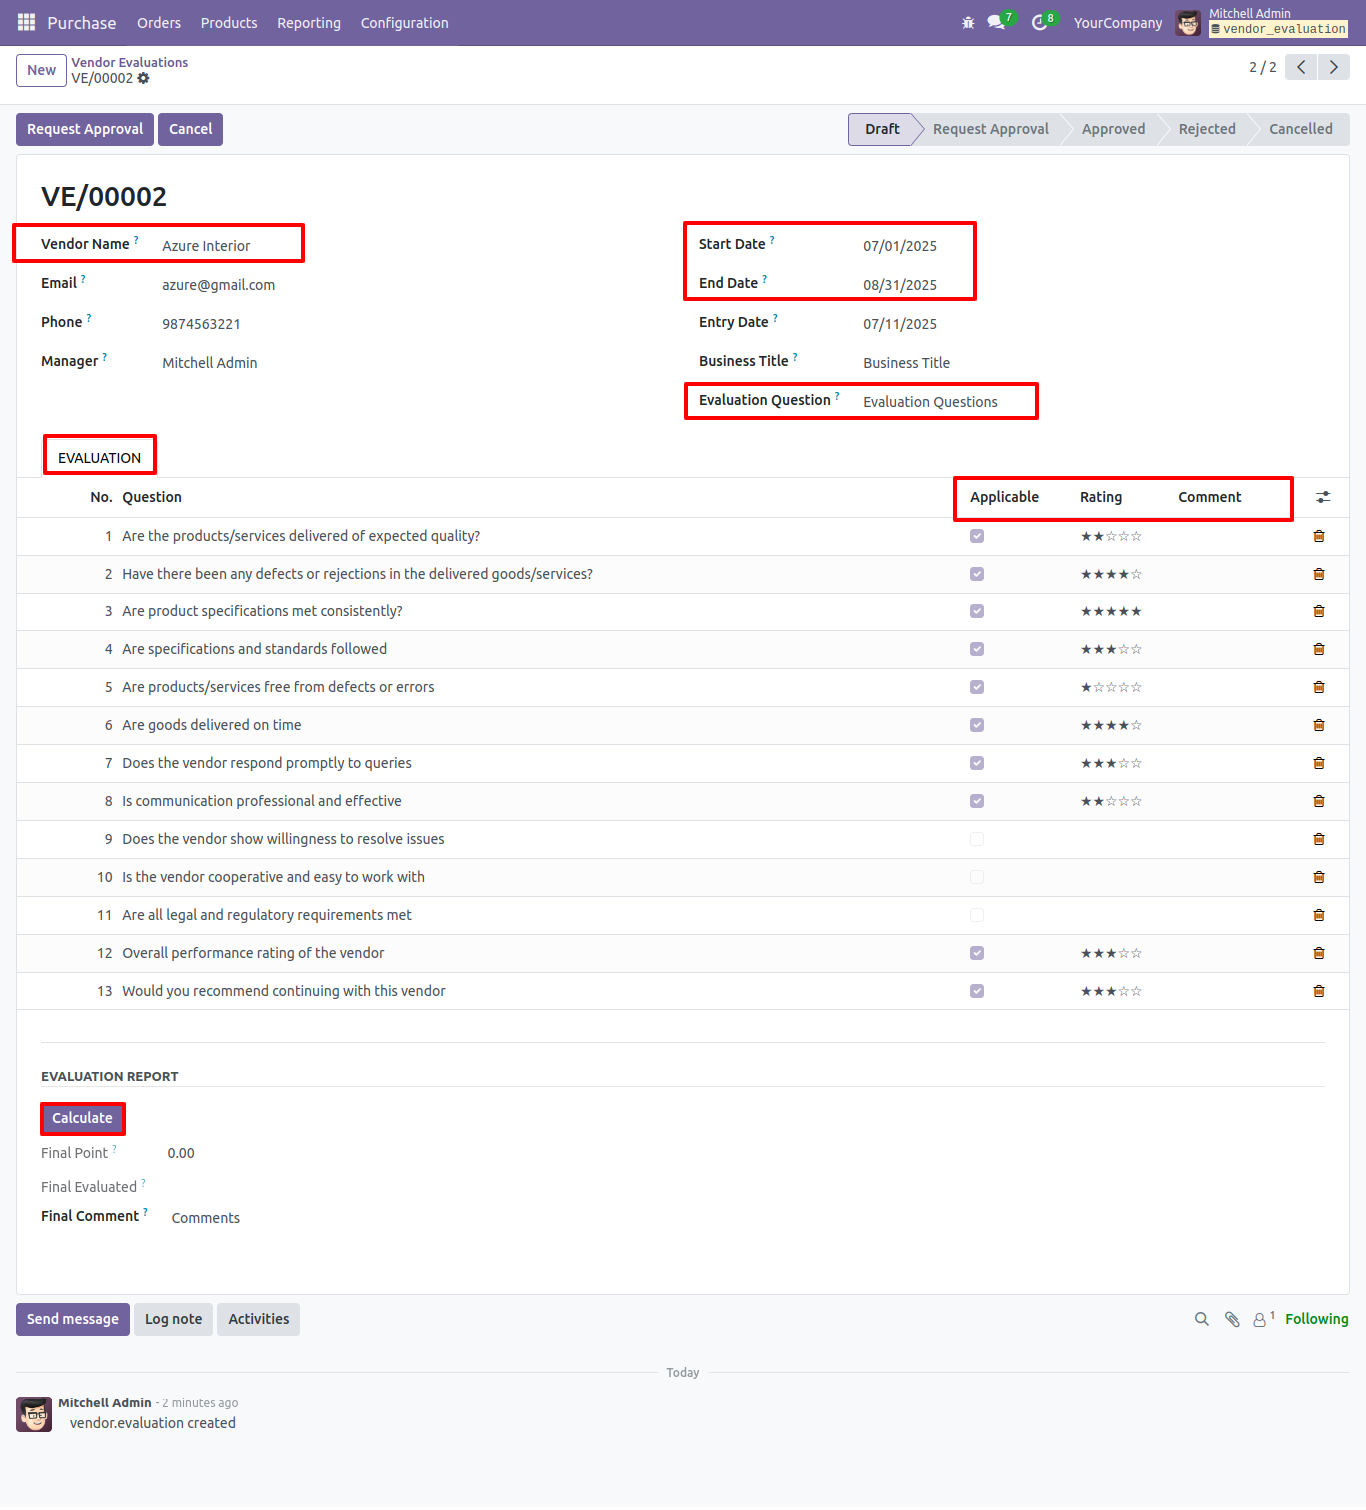 Purchase Orders Products Reporting Configuration 7 8 YourCompany Mitchell Admin
vendor_evaluation
New Vendor Evaluations
VE/00002 2 / 2
Request Approval Cancel Draft Request Approval Approved Rejected Cancelled
VE/00002
Vendor Name ? Azure Interior Start Date ? 07/01/2025
Email ? azure@gmail.com End Date ? 08/31/2025
Phone ? 9874563221 Entry Date ? 07/11/2025
Manager ? Mitchell Admin Business Title ? Business Title
Evaluation Question ? Evaluation Questions
EVALUATION
No. Question Applicable Rating Comment
1 Are the products/services delivered of expected quality? ★★☆☆☆
2 Have there been any defects or rejections in the delivered goods/services? ★★★★☆
3 Are product specifications met consistently? ★★★★★
4 Are specifications and standards followed ★★★☆☆
5 Are products/services free from defects or errors ★☆☆☆☆
6 Are goods delivered on time ★★★★☆
7 Does the vendor respond promptly to queries ★★★☆☆
8 Is communication professional and effective ★★☆☆☆
9 Does the vendor show willingness to resolve issues
10 Is the vendor cooperative and easy to work with
11 Are all legal and regulatory requirements met
12 Overall performance rating of the vendor ★★★☆☆
13 Would you recommend continuing with this vendor ★★★☆☆
EVALUATION REPORT
Calculate
Final Point ? 0.00
Final Evaluated ?
Final Comment ? Comments
Send message Log note Activities 1 Following
Today
Mitchell Admin - 2 minutes ago
vendor.evaluation created